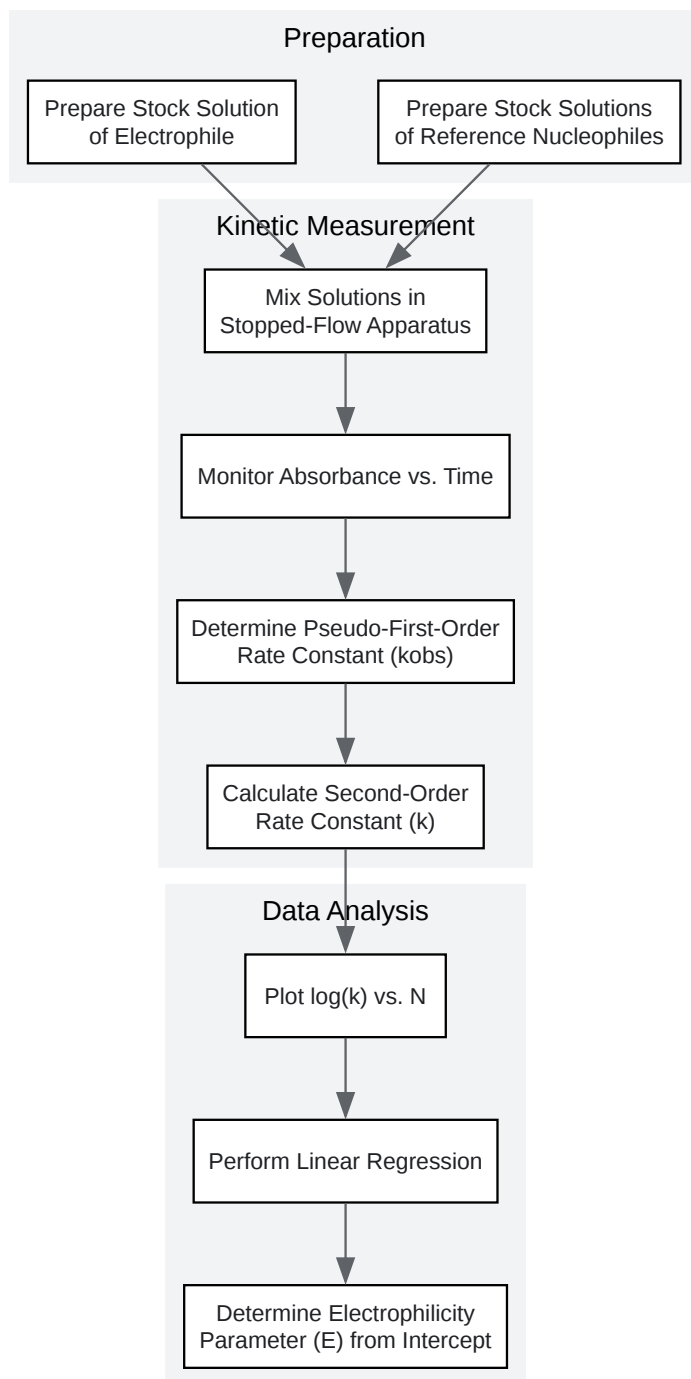 Preparation
Prepare Stock Solution
of Electrophile
Prepare Stock Solutions
of Reference Nucleophiles
Kinetic Measurement
Mix Solutions in
Stopped-Flow Apparatus
Monitor Absorbance vs. Time
Determine Pseudo-First-Order
Rate Constant (kobs)
Calculate Second-Order
Rate Constant (k)
Data Analysis
Plot log(k) vs. N
Perform Linear Regression
Determine Electrophilicity
Parameter (E) from Intercept